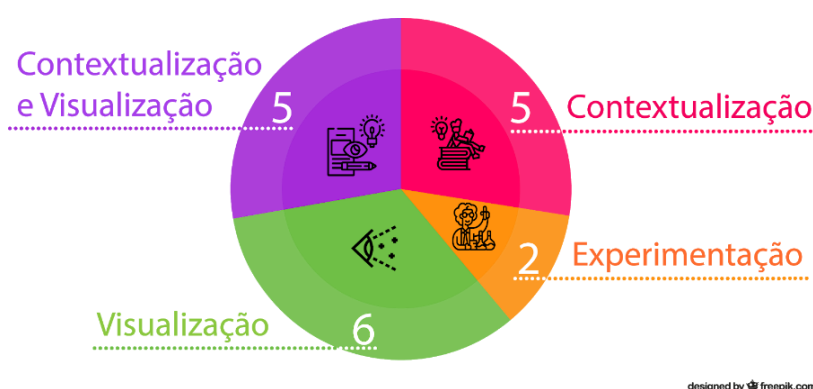 Contextualização
e Visualização
5
5
Contextualização
2
Experimentação
Visualização
6
designed by freepik.com